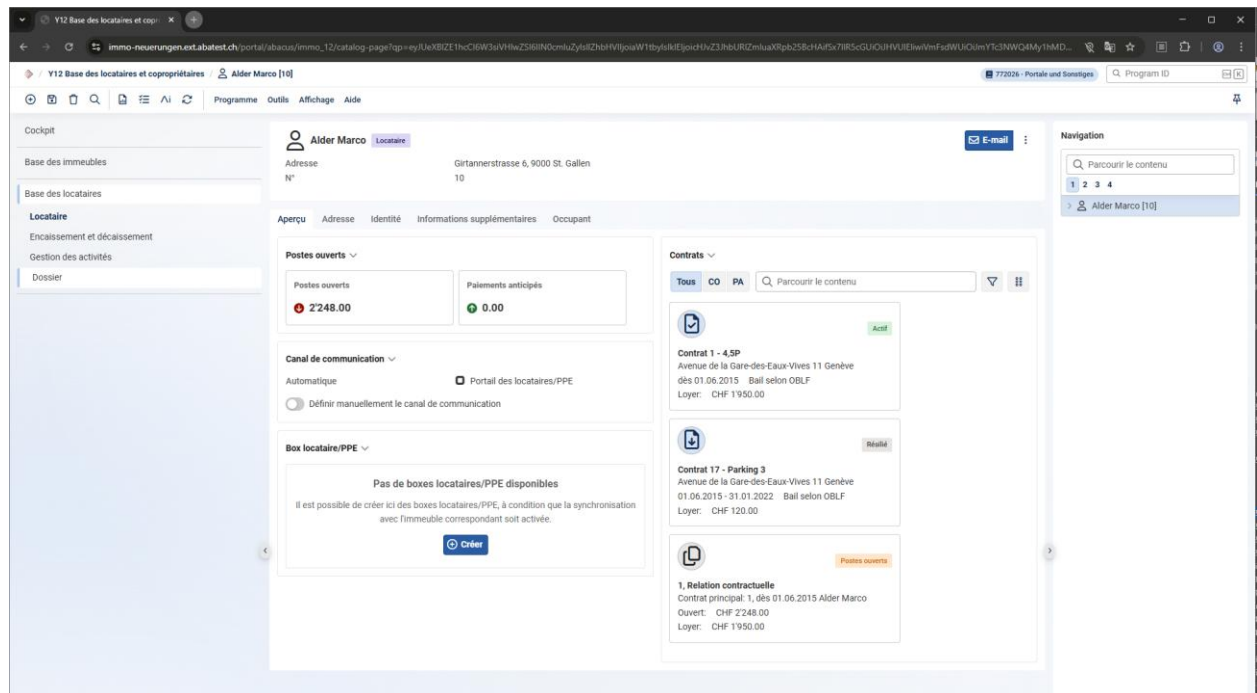 Y12 Base des locataires et copr
immo-neuerungen.ext.abatest.ch
Y12 Base des locataires et copropriétaires / Alder Marco [10]
772026 - Portale und Sonstiges
Program ID
Programme Outils Affichage Aide
Cockpit
Base des immeubles
Base des locataires
Locataire
Encaissement et décaissement
Gestion des activités
Dossier
Alder Marco Locataire
E-mail
Adresse Girtannerstrasse 6, 9000 St. Gallen
N° 10
Aperçu Adresse Identité Informations supplémentaires Occupant
Postes ouverts
Postes ouverts
2'248.00
Paiements anticipés
0.00
Canal de communication
Automatique Portail des locataires/PPE
Définir manuellement le canal de communication
Box locataire/PPE
Pas de boxes locataires/PPE disponibles
Il est possible de créer ici des boxes locataires/PPE, à condition que la synchronisation
avec l'immeuble correspondant soit activée.
Créer
Contrats
Tous CO PA Parcourir le contenu
Actif
Contrat 1 - 4,5P
Avenue de la Gare-des-Eaux-Vives 11 Genève
dès 01.06.2015 Bail selon OBLF
Loyer: CHF 1'950.00
Résilié
Contrat 17 - Parking 3
Avenue de la Gare-des-Eaux-Vives 11 Genève
01.06.2015 - 31.01.2022 Bail selon OBLF
Loyer: CHF 120.00
Postes ouverts
1, Relation contractuelle
Contrat principal: 1, dès 01.06.2015 Alder Marco
Ouvert: CHF 2'248.00
Loyer: CHF 1'950.00
Navigation
Parcourir le contenu
1 2 3 4
Alder Marco [10]